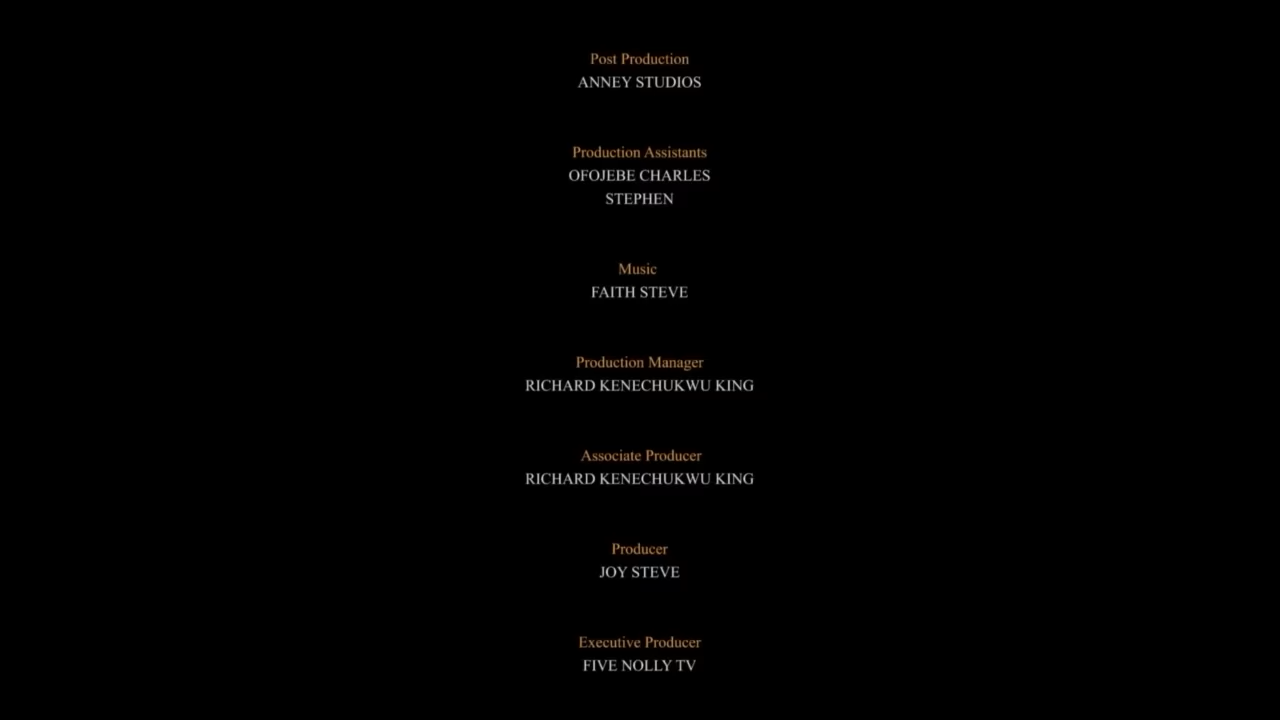 Post Production
ANNEY STUDIOS
Production Assistants
OFOJEBE CHARLES
STEPHEN
Music
FAITH STEVE
Production Manager
RICHARD KENECHUKWU KING
Associate Producer
RICHARD KENECHUKWU KING
Producer
JOY STEVE
Executive Producer
FIVE NOLLY TV